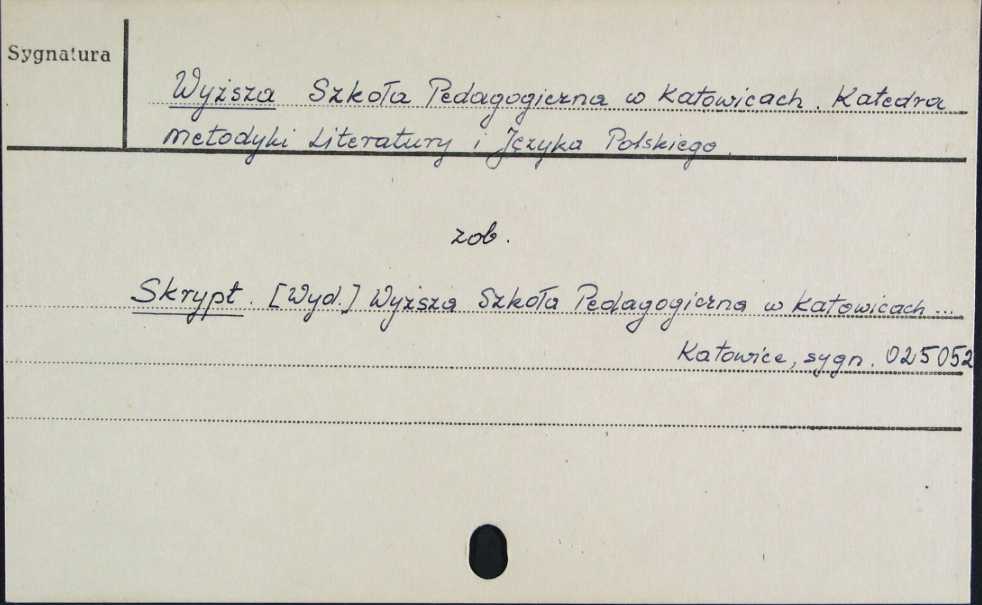 Sygnatura
Wyższa Szkoła Pedagogiczna w Katowicach. Katedra
Metodyki Literatury i Języka Polskiego.
zob.
Skrypt. [Wyd.] Wyższa Szkoła Pedagogiczna w Katowicach ...
Katowice, sygn. 025052